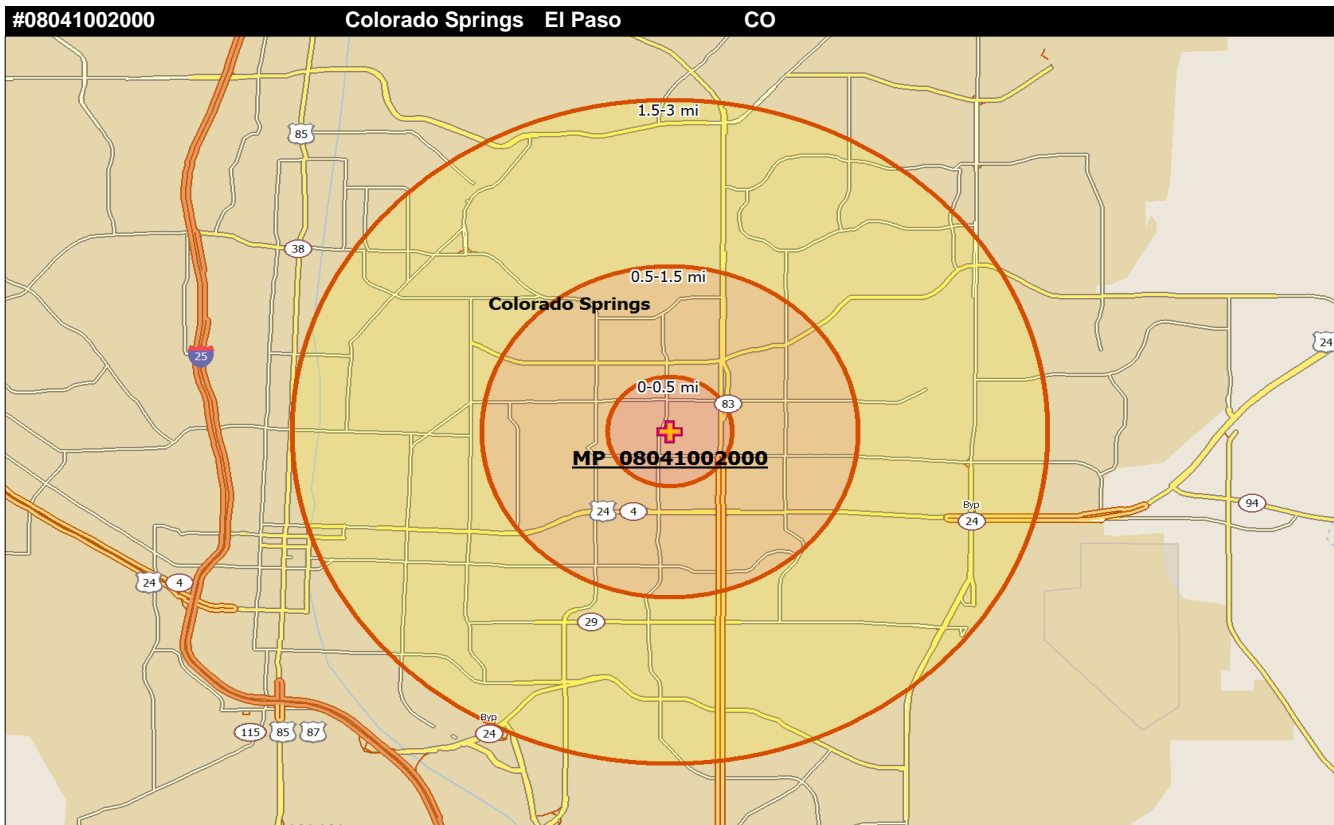 #08041002000 Colorado Springs El Paso CO
1.5-3 mi
85
38
0.5-1.5 mi
Colorado Springs
24
25
0-0.5 mi
83
MP 08041002000
94
24 4
Byp
24
24 4
29
Byp
24
115 85 87